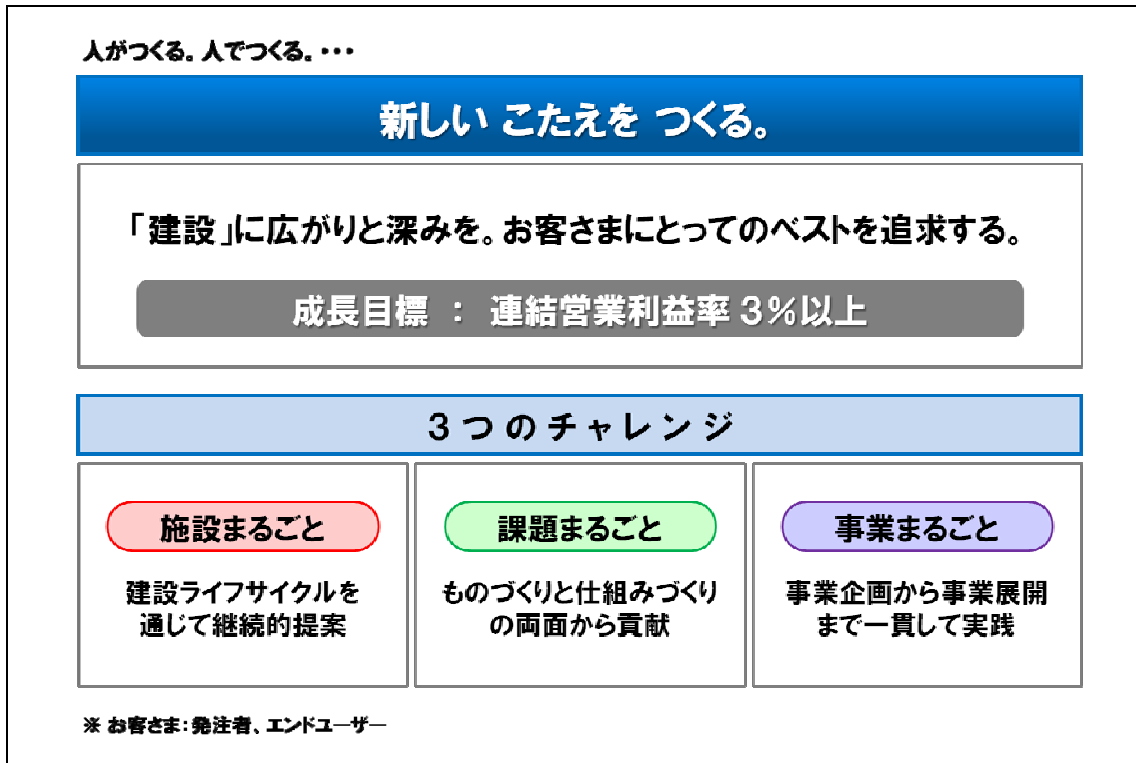 人がつくる。人でつくる。・・・
新しい こたえを つくる。
「建設」に広がりと深みを。お客さまにとってのベストを追求する。
成長目標 ： 連結営業利益率 3％以上
3つのチャレンジ
施設まるごと
建設ライフサイクルを
通じて継続的提案
課題まるごと
ものづくりと仕組みづくり
の両面から貢献
事業まるごと
事業企画から事業展開
まで一貫して実践
※ お客さま：発注者、エンドユーザー